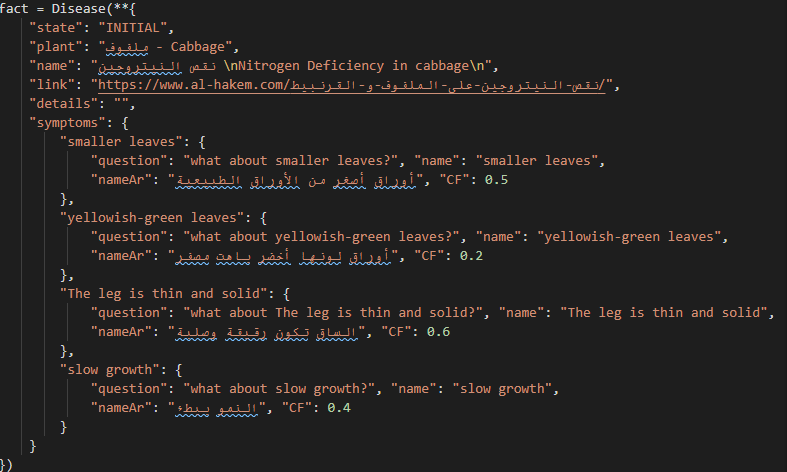 fact = Disease(**{
"state": "INITIAL",
"plant": "ملفوف - Cabbage",
"name": "نقص النيتروجين \nNitrogen Deficiency in cabbage\n",
"link": "https://www.al-hakem.com/نقص-النيتروجين-على-الملفوف-و-القرنبيط/",
"details": "",
"symptoms": {
"smaller leaves": {
"question": "what about smaller leaves?", "name": "smaller leaves",
"nameAr": "أوراق أصغر من الأوراق الطبيعية", "CF": 0.5
},
"yellowish-green leaves": {
"question": "what about yellowish-green leaves?", "name": "yellowish-green leaves",
"nameAr": "أوراق لونها أخضر باهت مصفر", "CF": 0.2
},
"The leg is thin and solid": {
"question": "what about The leg is thin and solid?", "name": "The leg is thin and solid",
"nameAr": "الساق تكون رقيقة وصلبة", "CF": 0.6
},
"slow growth": {
"question": "what about slow growth?", "name": "slow growth",
"nameAr": "النمو ببطئ", "CF": 0.4
}
}
})